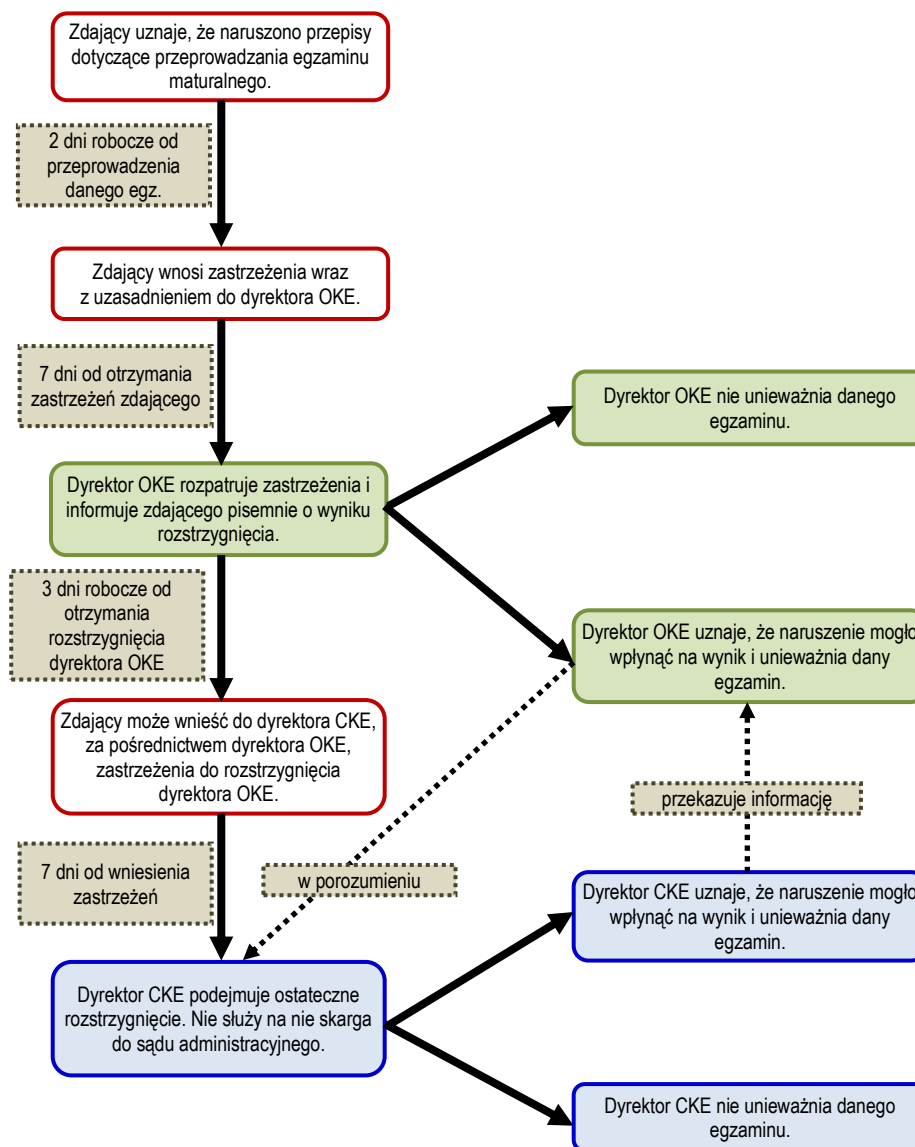 Zdający uznaje, że naruszono przepisy
dotyczące przeprowadzania egzaminu
maturalnego.
2 dni robocze od
przeprowadzenia
danego egz.
Zdający wnosi zastrzeżenia wraz
z uzasadnieniem do dyrektora OKE.
7 dni od otrzymania
zastrzeżeń zdającego
Dyrektor OKE nie unieważnia danego
egzaminu.
Dyrektor OKE rozpatruje zastrzeżenia i
informuje zdającego pisemnie o wyniku
rozstrzygnięcia.
3 dni robocze od
otrzymania
rozstrzygnięcia
dyrektora OKE
Dyrektor OKE uznaje, że naruszenie mogło
wpłynąć na wynik i unieważnia dany
egzamin.
Zdający może wnieść do dyrektora CKE,
za pośrednictwem dyrektora OKE,
zastrzeżenia do rozstrzygnięcia
dyrektora OKE.
przekazuje informację
7 dni od wniesienia
zastrzeżeń
w porozumieniu
Dyrektor CKE uznaje, że naruszenie mogło
wpłynąć na wynik i unieważnia dany
egzamin.
Dyrektor CKE podejmuje ostateczne
rozstrzygnięcie. Nie służy na nie skarga
do sądu administracyjnego.
Dyrektor CKE nie unieważnia danego
egzaminu.